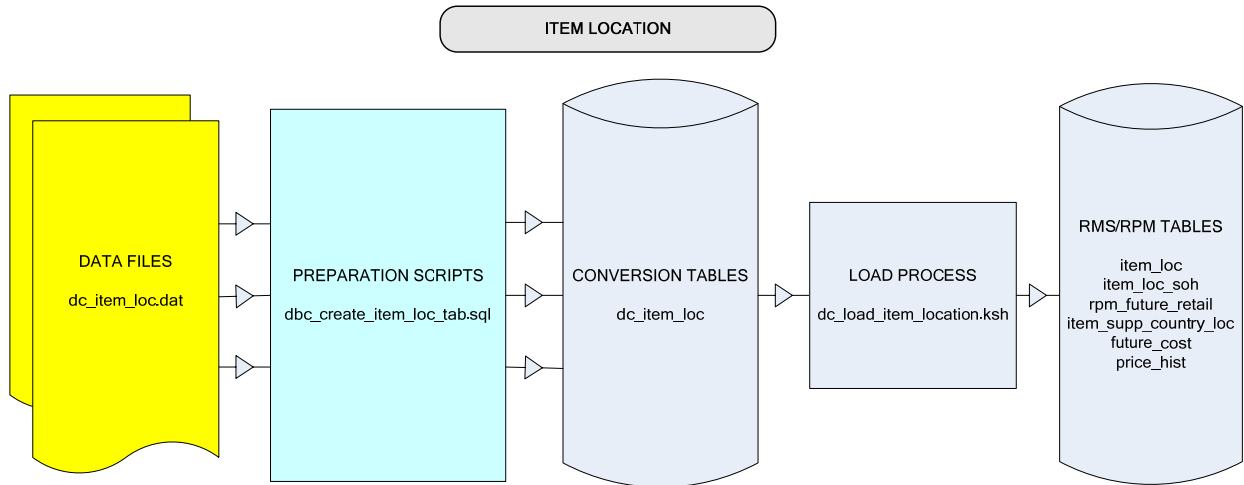 ITEM LOCATION
DATA FILES
dc_item_loc.dat
PREPARATION SCRIPTS
dbc_create_item_loc_tab.sql
CONVERSION TABLES
dc_item_loc
LOAD PROCESS
dc_load_item_location.ksh
RMS/RPM TABLES
item_loc
item_loc_soh
rpm_future_retail
item_supp_country_loc
future_cost
price_hist